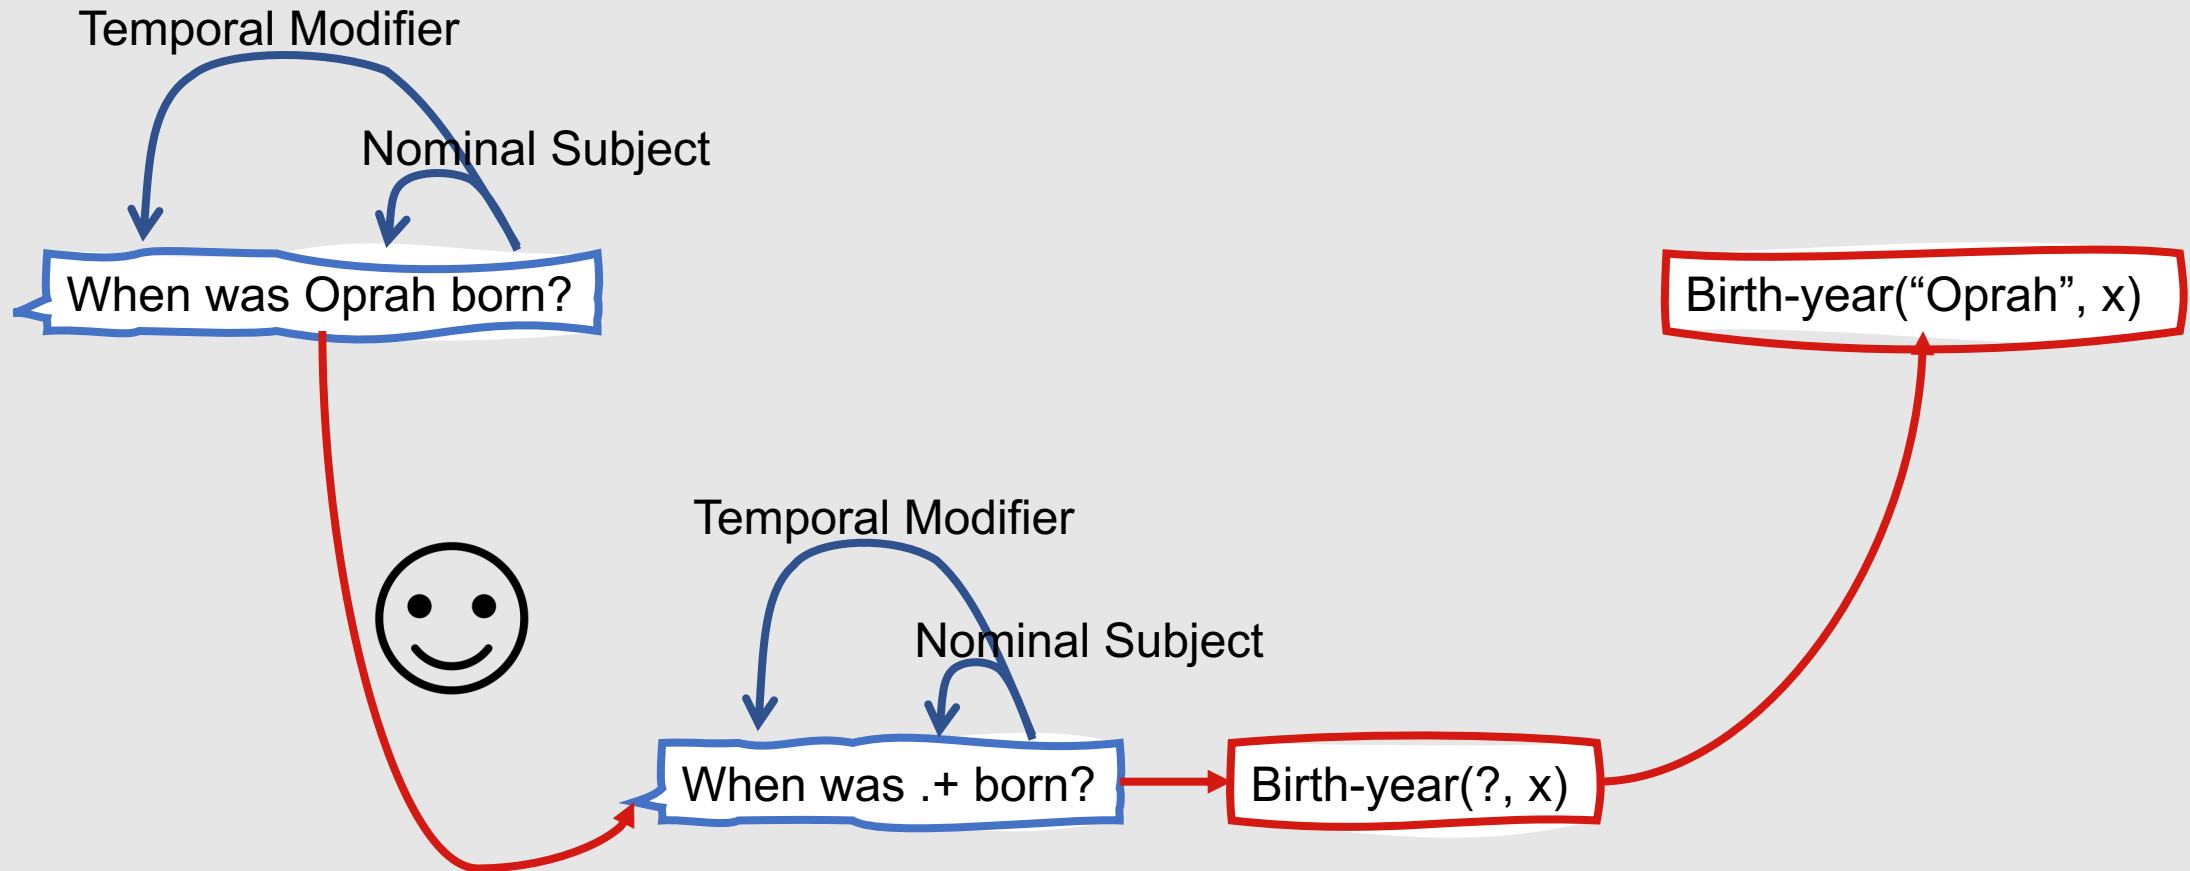 Temporal Modifier
Nominal Subject
When was Oprah born?
Birth-year(“Oprah”, x)
Temporal Modifier
Nominal Subject
When was .+ born?
Birth-year(?, x)